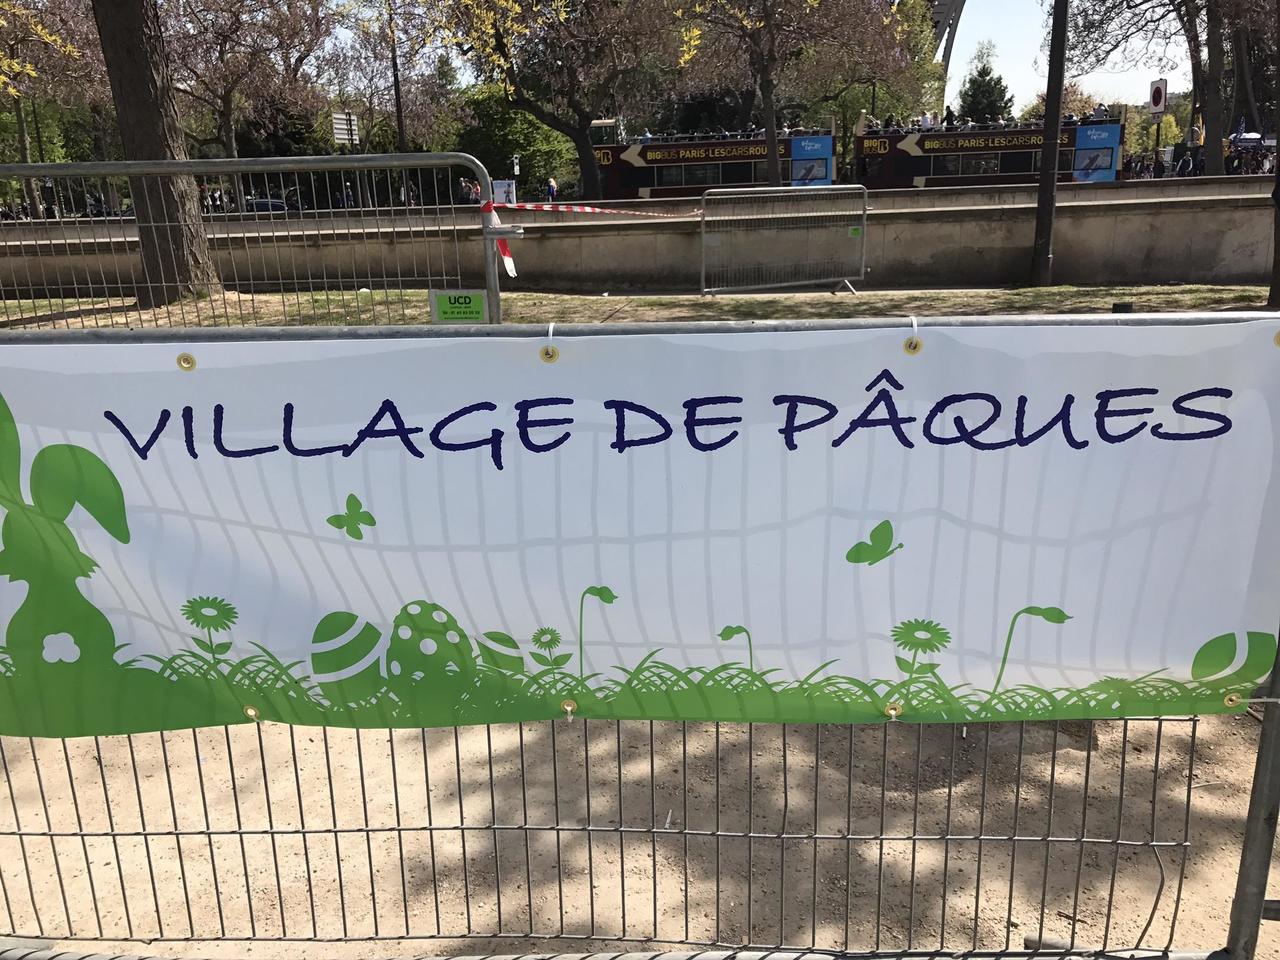 BIGBUS PARIS·LESCARSROUGES
BIGBUS PARIS·LESCARSROUGES
UCD
VILLAGE DE PÂQUES